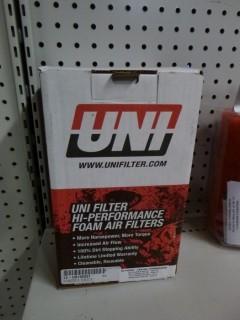 UNI
WWW.UNIFILTER.COM
UNI FILTER
HI-PERFORMANCE
FOAM AIR FILTERS
• More Horsepower, More Torque
• Increased Air Flow
• 100% Dirt Stopping Ability
• Lifetime Limited Warranty
• Cleanable, Reusable